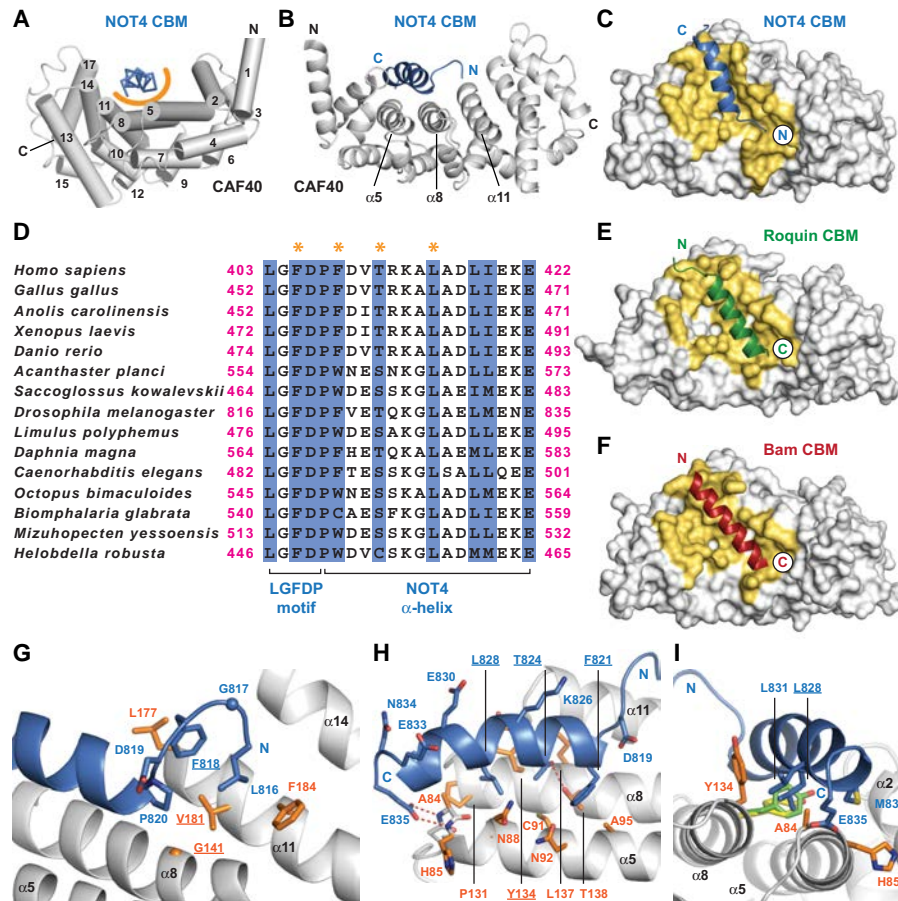 A
NOT4 CBM
N
17
14
11
8
5
2
1
3
13
4
10
7
6
C
15
12
9
CAF40
B
NOT4 CBM
N
C
N
C
CAF40
α5
α8
α11
C
NOT4 CBM
C
N
D
* * * *
Homo sapiens 403 LGFDPFDVTRKALADLIEKE 422
Gallus gallus 452 LGFDPFDVTRKALADLIEKE 471
Anolis carolinensis 452 LGFDPFDITRKALADLIEKE 471
Xenopus laevis 472 LGFDPFDITRKALADLIEKE 491
Danio rerio 474 LGFDPFDVTRKALADLIEKE 493
Acanthaster planci 554 LGFDPWNESNKGLAELLEKE 573
Saccoglossus kowalevskii 464 LGFDPWDESSKGLAEIMEKE 483
Drosophila melanogaster 816 LGFDPFVETQKGLAELMENE 835
Limulus polyphemus 476 LGFDPWDESAKGLADLLEKE 495
Daphnia magna 564 LGFDPFHETQKALAEMLEKE 583
Caenorhabditis elegans 482 LGFDPFTESSKGLSALLQEE 501
Octopus bimaculoides 545 LGFDPWNESSKALADLMEKE 564
Biomphalaria glabrata 540 LGFDPCAESFKGLADLIEKE 559
Mizuhopecten yessoensis 513 LGFDPWDESSKGLADLLEKE 532
Helobdella robusta 446 LGFDPWDVCSKGLADMMEKE 465
LGFDP
motif
NOT4
α-helix
E
Roquin CBM
N
C
F
Bam CBM
N
C
G
G817
L177
α14
D819
F818
N
L816
F184
P820
V181
G141
α11
α5
α8
H
L828
T824
F821
N
E830
N834
K826
α11
E833
D819
C
A84
α8
E835
N88
C91
A95
N92
α5
H85
P131
Y134
L137
T138
I
N
L831
L828
Y134
α2
C
M83
A84
E835
α8
α5
H85